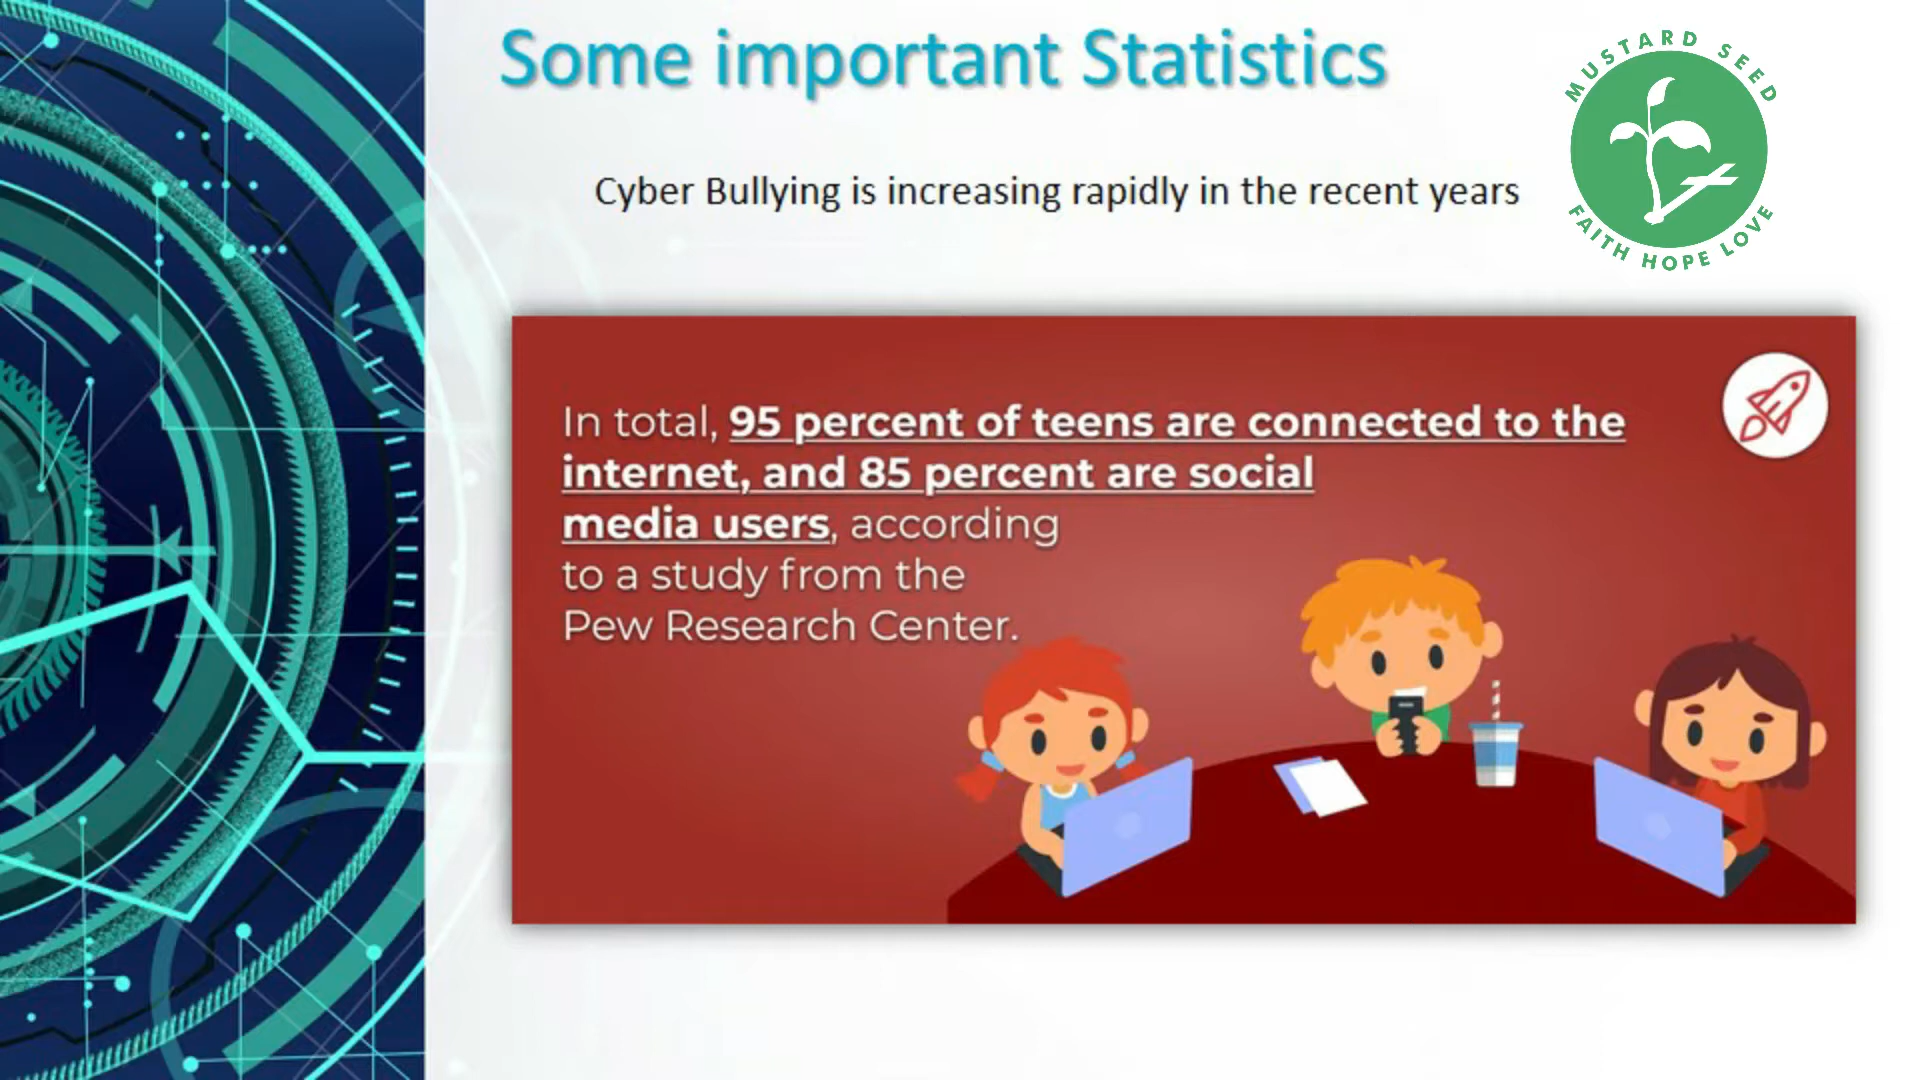 Some important Statistics
MUSTARD SEED
FAITH HOPE LOVE
Cyber Bullying is increasing rapidly in the recent years
In total, 95 percent of teens are connected to the
internet, and 85 percent are social
media users, according
to a study from the
Pew Research Center.